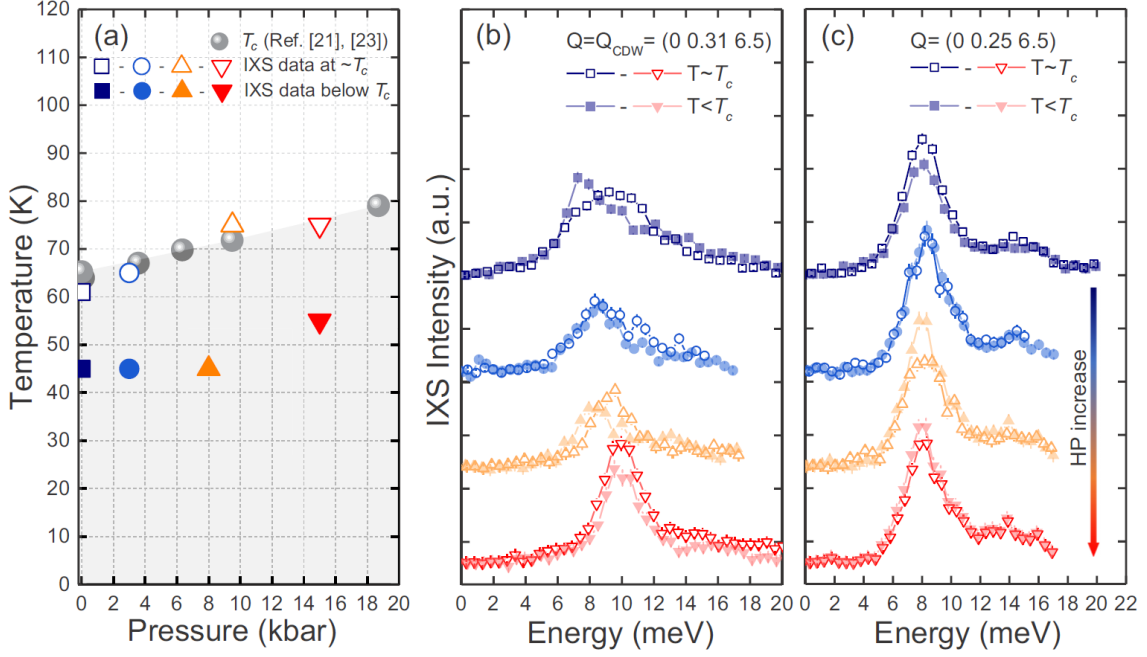 (a)
T_c (Ref. [21], [23])
- - - IXS data at ~T_c
- - - IXS data below T_c
Temperature (K)
120
110
100
90
80
70
60
50
40
30
20
10
0
0 2 4 6 8 10 12 14 16 18 20
Pressure (kbar)
(b) Q=Q_CDW= (0 0.31 6.5)
- T~T_c
- T<T_c
IXS Intensity (a.u.)
0 2 4 6 8 10 12 14 16 18 20
Energy (meV)
(c) Q= (0 0.25 6.5)
- T~T_c
- T<T_c
HP increase
0 2 4 6 8 10 12 14 16 18 20 22
Energy (meV)